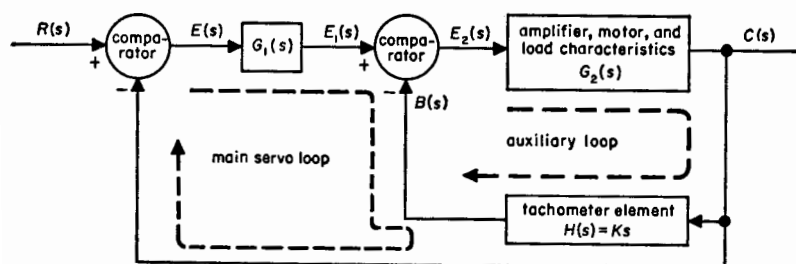 R(s)
+
compa-
rator
−
E(s)
G₁(s)
E₁(s)
+
compa-
rator
−
E₂(s)
B(s)
amplifier, motor, and
load characteristics
G₂(s)
C(s)
main servo loop
auxiliary loop
tachometer element
H(s)=Ks